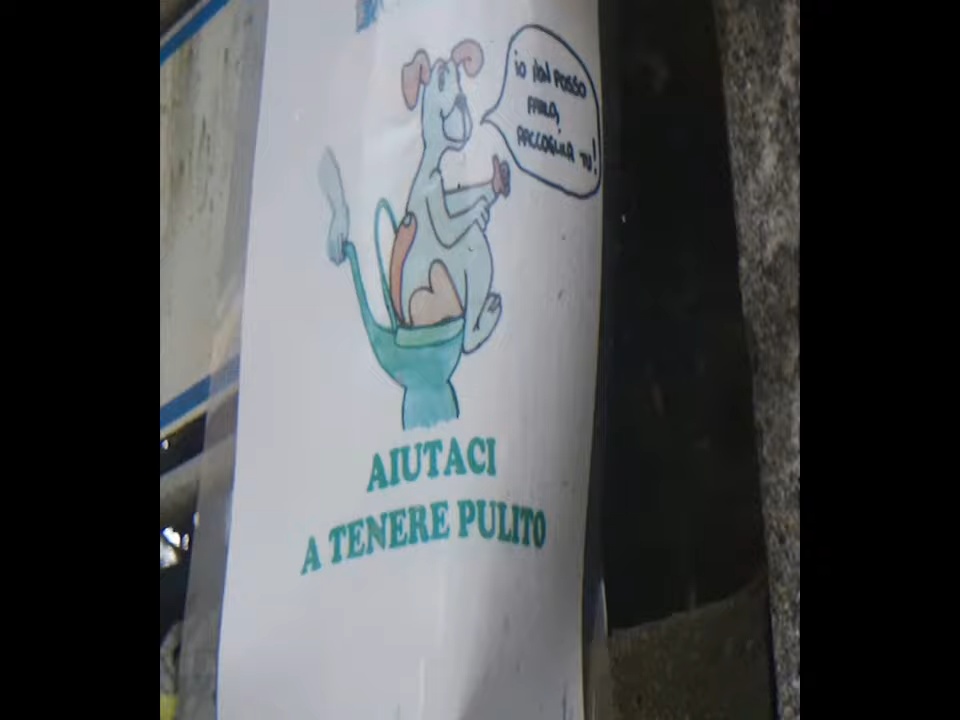 io non posso
farlo,
raccoglila tu!
AIUTACI
A TENERE PULITO